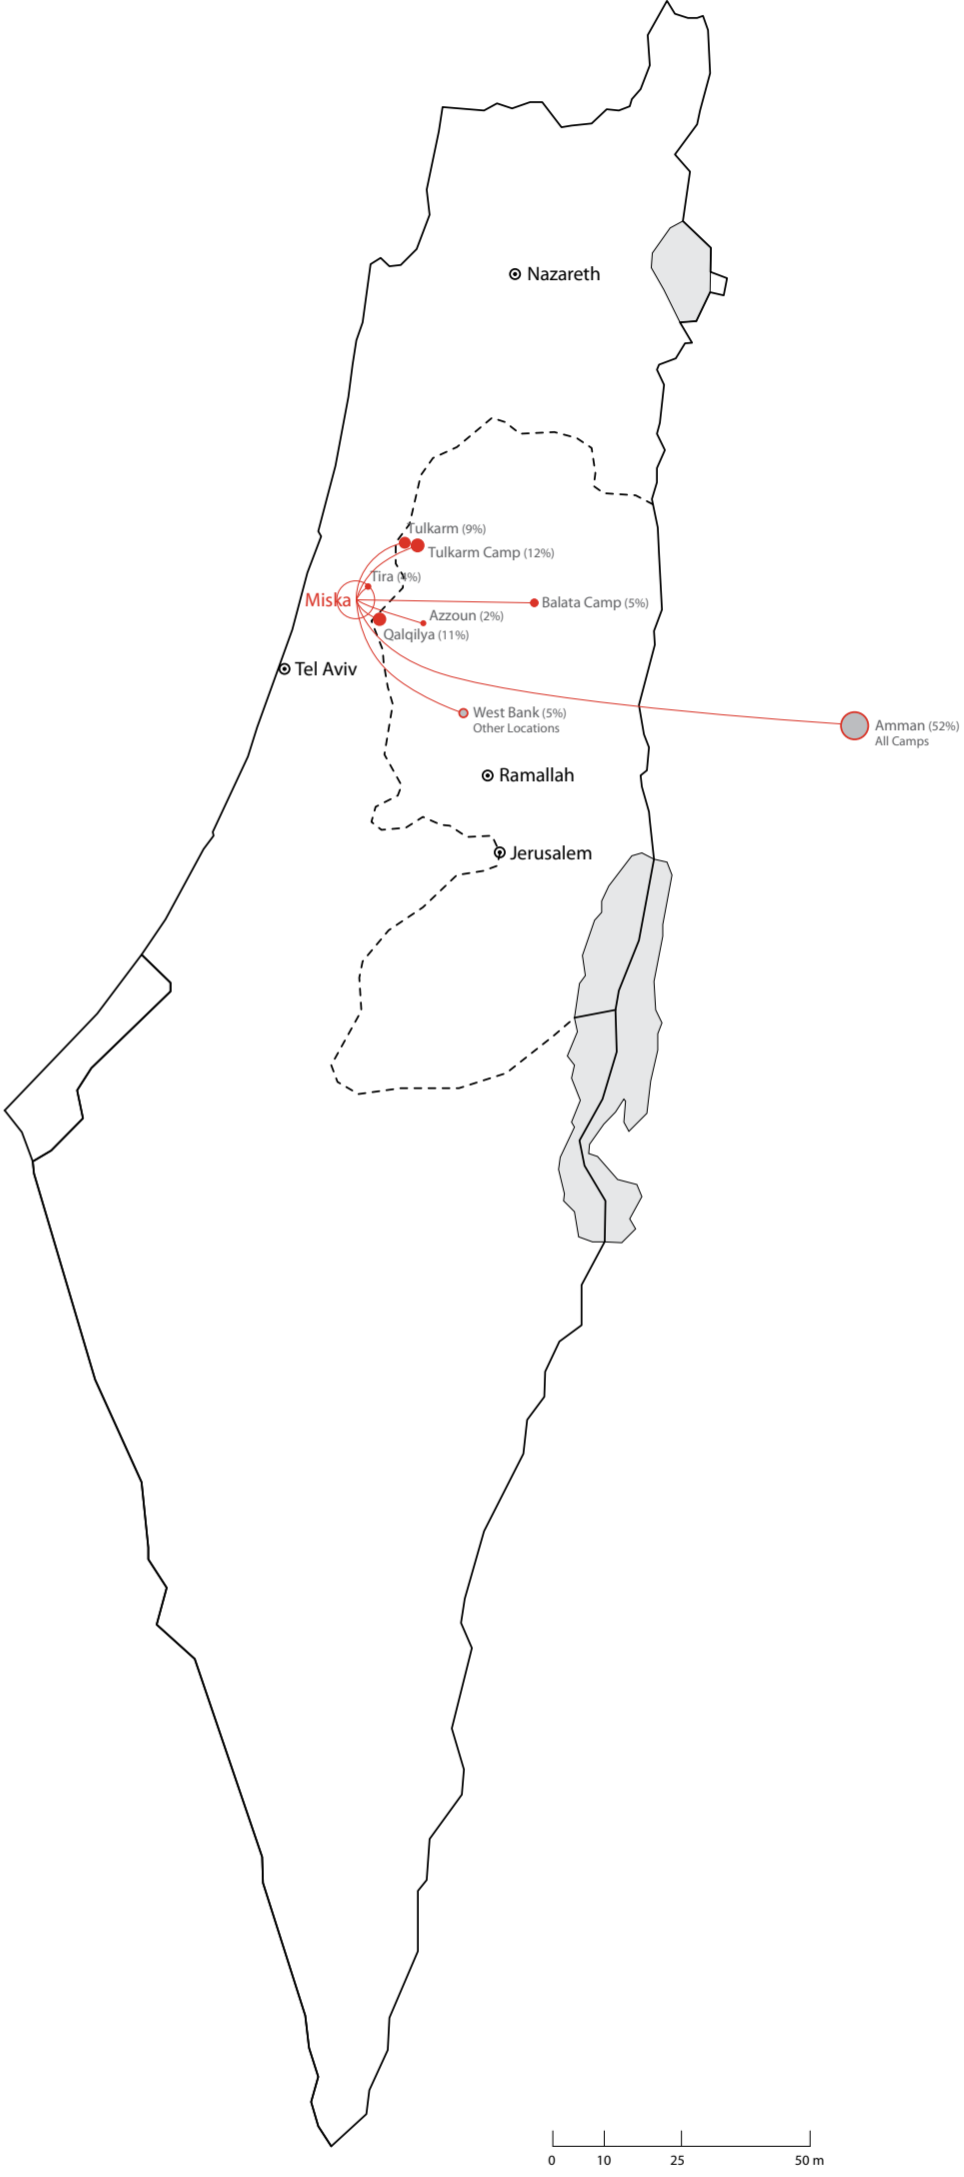 Nazareth
Tulkarm (9%)
Tulkarm Camp (12%)
Tira (4%)
Miska
Balata Camp (5%)
Azzoun (2%)
Qalqilya (11%)
Tel Aviv
West Bank (5%)
Other Locations
Amman (52%)
All Camps
Ramallah
Jerusalem
0 10 25 50 m